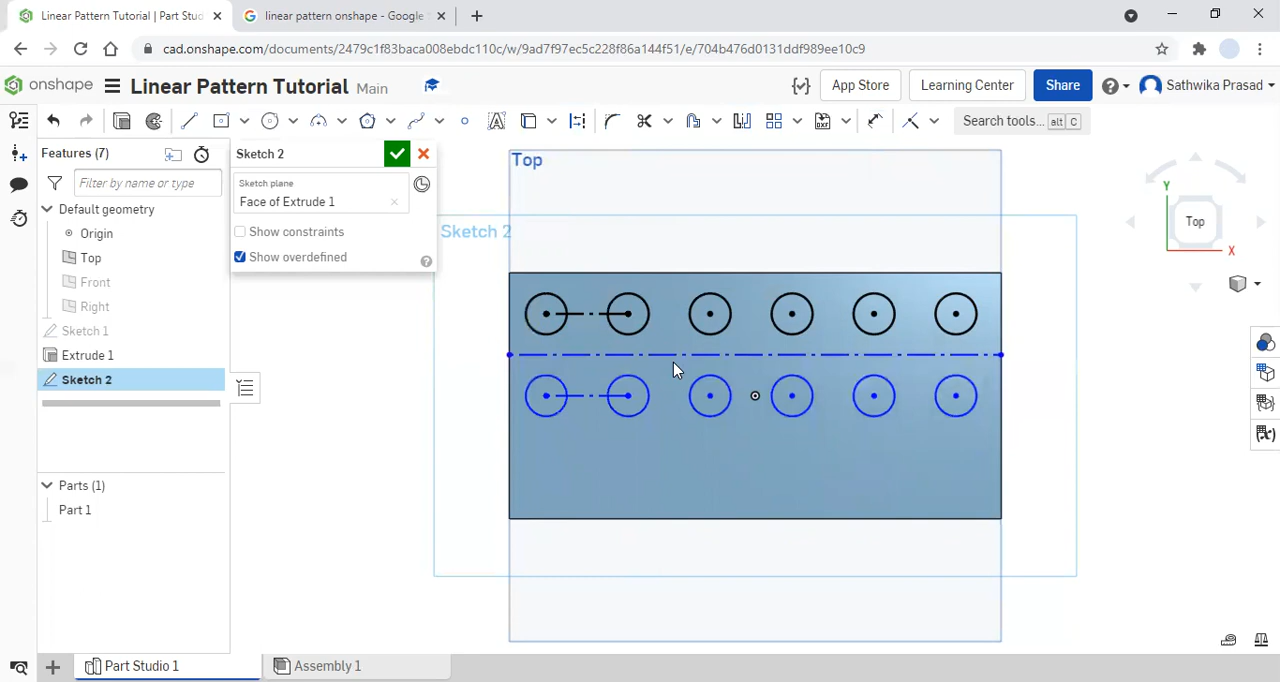 Linear Pattern Tutorial | Part Studi
linear pattern onshape - Google
cad.onshape.com/documents/2479c1f83baca008ebdc110c/w/9ad7f97ec5c228f86a144f51/e/704b476d0131ddf989ee10c9
onshape
Linear Pattern Tutorial Main
App Store
Learning Center
Share
Sathwika Prasad
Search tools... alt C
Features (7)
Filter by name or type
Default geometry
Origin
Top
Front
Right
Sketch 1
Extrude 1
Sketch 2
Parts (1)
Part 1
Sketch 2
Sketch plane
Face of Extrude 1
Show constraints
Show overdefined
Top
Sketch 2
Y
Top
X
Part Studio 1
Assembly 1